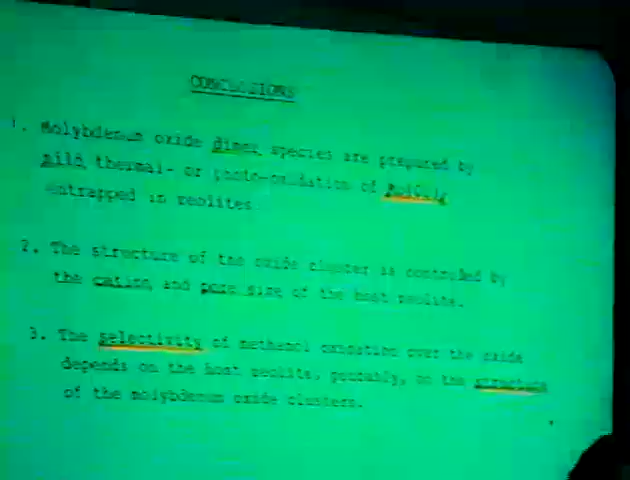 CONCLUSIONS
1. Molybdenum oxide dimer species are prepared by
mild thermal- or photo-oxidation of Mo(CO)6
entrapped in zeolites
2. The structure of the oxide cluster is controlled by
the cation and pore size of the host zeolite.
3. The selectivity of methanol oxidation over the oxide
depends on the host zeolite, probably, on the structure
of the molybdenum oxide clusters.